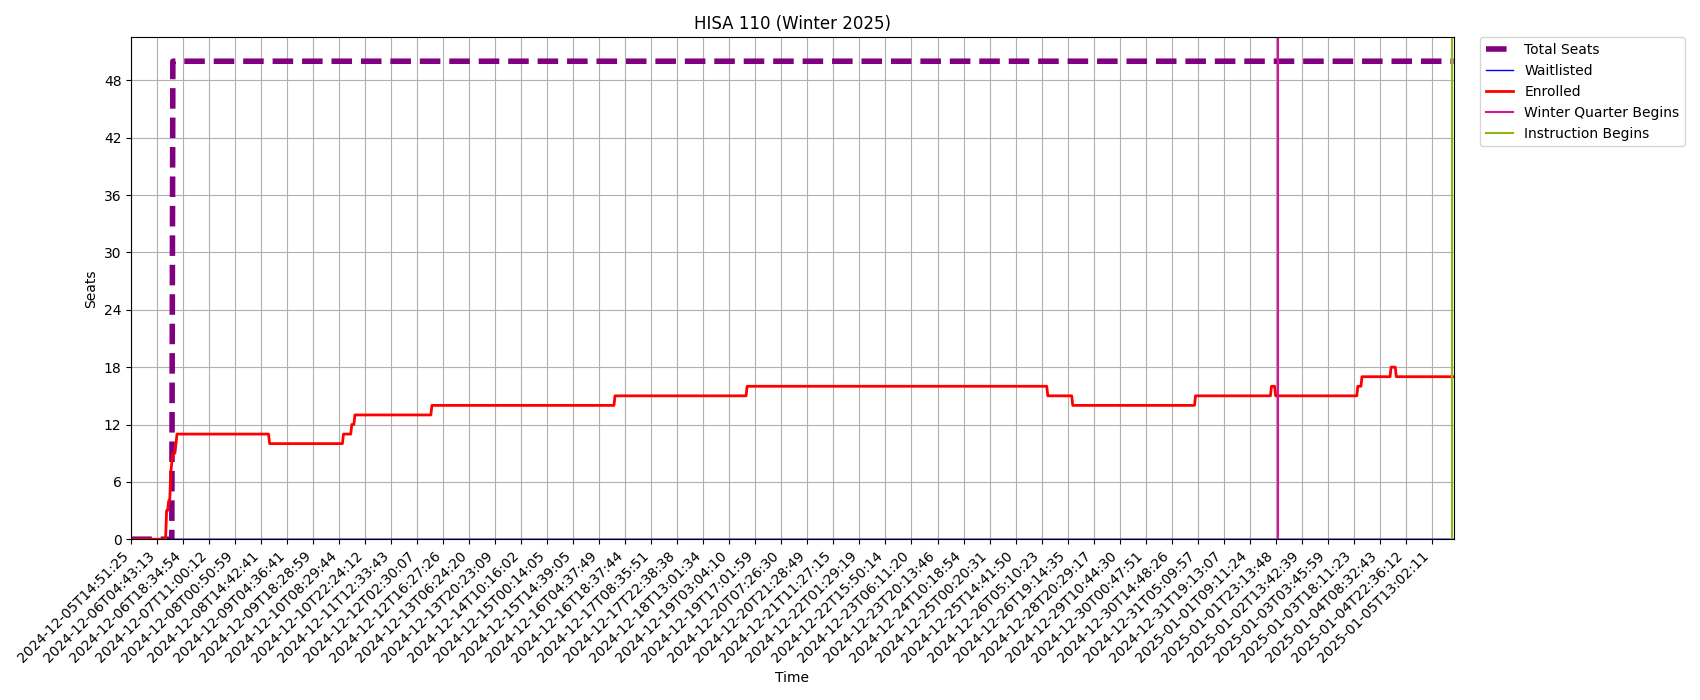 HISA 110 (Winter 2025)
Total Seats
Waitlisted
Enrolled
Winter Quarter Begins
Instruction Begins
Seats
48
42
36
30
24
18
12
6
0
2024-12-05T14:51:25
2024-12-06T04:43:13
2024-12-06T18:34:54
2024-12-07T11:00:12
2024-12-08T00:50:59
2024-12-08T14:42:41
2024-12-09T04:36:41
2024-12-09T18:28:59
2024-12-10T08:29:44
2024-12-10T22:24:12
2024-12-11T12:33:43
2024-12-12T02:30:07
2024-12-12T16:27:26
2024-12-13T06:24:20
2024-12-13T20:23:09
2024-12-14T10:16:02
2024-12-15T00:14:05
2024-12-15T14:39:05
2024-12-16T04:37:49
2024-12-16T18:37:44
2024-12-17T08:35:51
2024-12-17T22:38:38
2024-12-18T13:01:34
2024-12-19T03:04:10
2024-12-19T17:01:59
2024-12-20T07:26:30
2024-12-20T21:28:49
2024-12-21T11:27:15
2024-12-22T01:29:19
2024-12-22T15:50:14
2024-12-23T06:11:20
2024-12-23T20:13:46
2024-12-24T10:18:54
2024-12-25T00:20:31
2024-12-25T14:41:50
2024-12-26T05:10:23
2024-12-26T19:14:35
2024-12-28T20:29:17
2024-12-29T10:44:30
2024-12-30T00:47:51
2024-12-30T14:48:26
2024-12-31T05:09:57
2024-12-31T19:13:07
2025-01-01T09:11:24
2025-01-01T23:13:48
2025-01-02T13:42:39
2025-01-03T03:45:59
2025-01-03T18:11:23
2025-01-04T08:32:43
2025-01-04T22:36:12
2025-01-05T13:02:11
Time